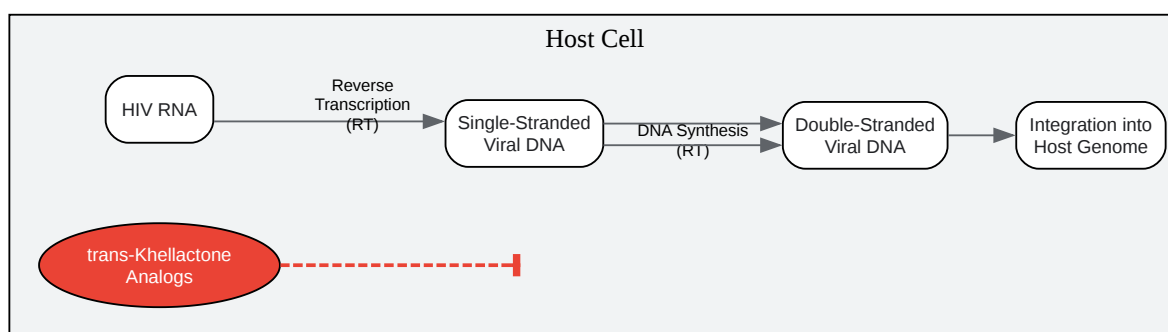 Host Cell
HIV RNA
Reverse
Transcription
(RT)
Single-Stranded
Viral DNA
DNA Synthesis
(RT)
Double-Stranded
Viral DNA
Integration into
Host Genome
trans-Khellactone
Analogs